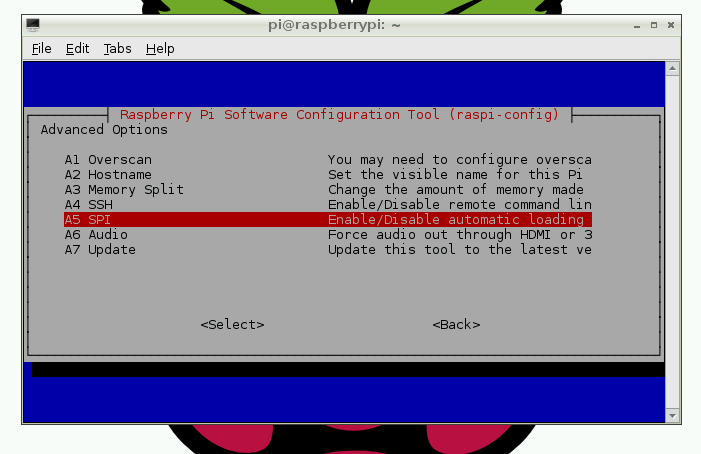 pi@raspberrypi: ~
File Edit Tabs Help
Raspberry Pi Software Configuration Tool (raspi-config)
Advanced Options
A1 Overscan You may need to configure oversca
A2 Hostname Set the visible name for this Pi
A3 Memory Split Change the amount of memory made
A4 SSH Enable/Disable remote command lin
A5 SPI Enable/Disable automatic loading
A6 Audio Force audio out through HDMI or 3
A7 Update Update this tool to the latest ve
<Select> <Back>